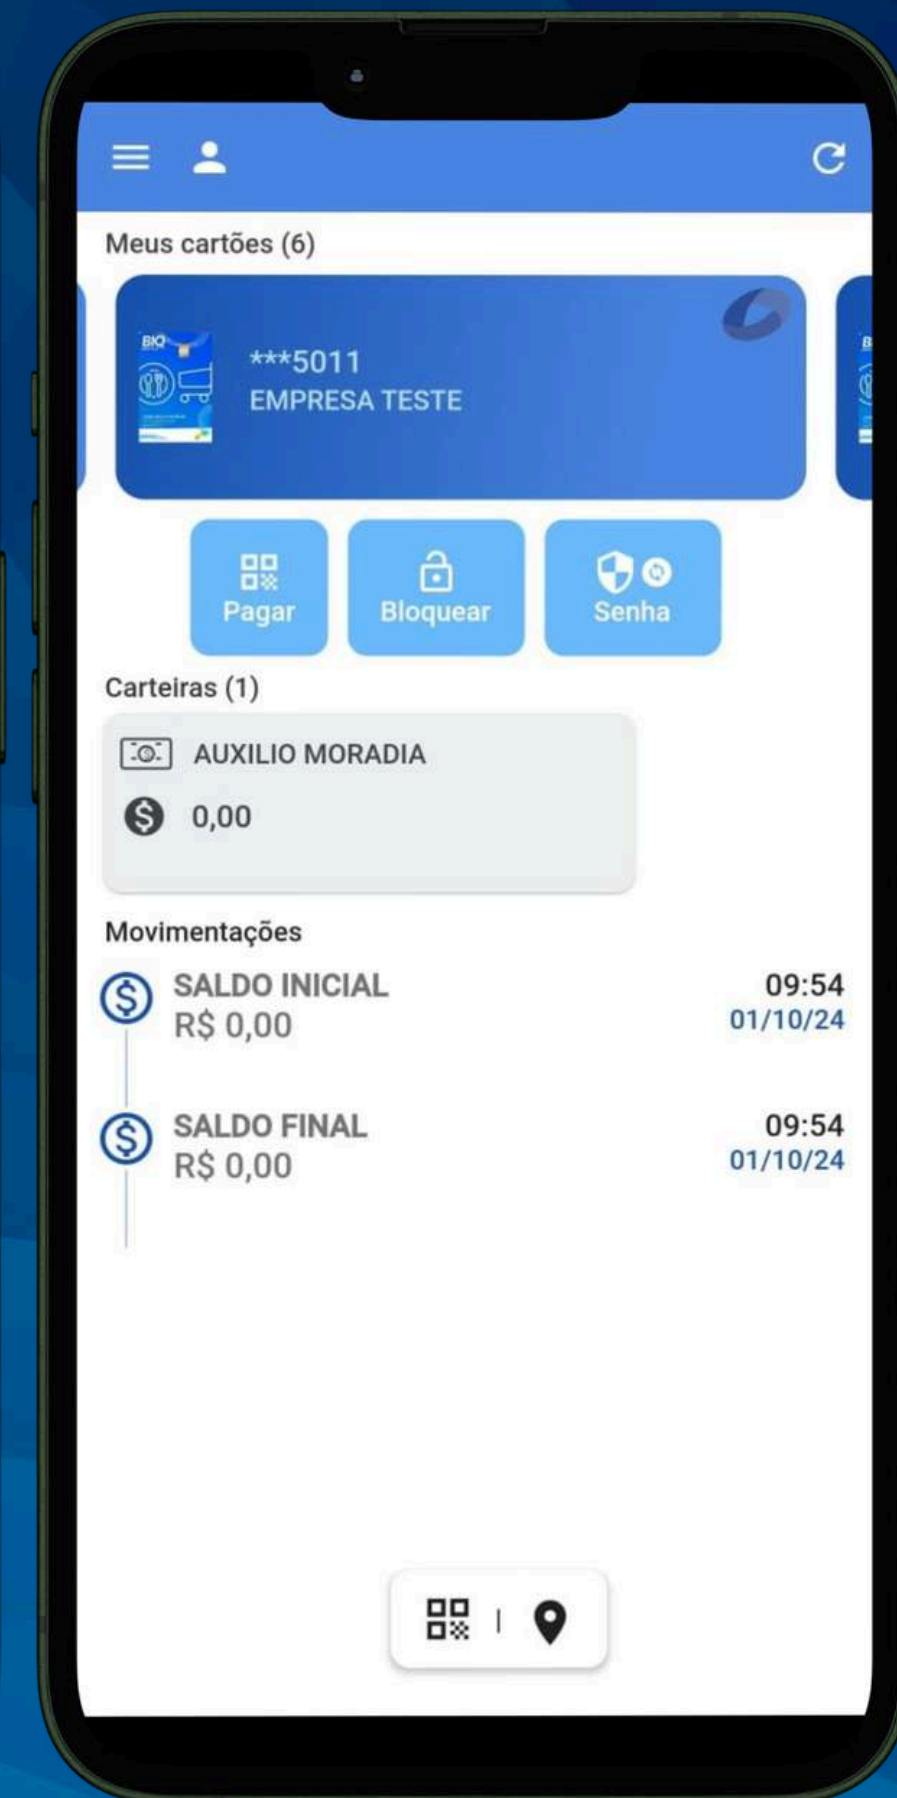 Meus cartões (6)
BIQ
***5011
EMPRESA TESTE
Pagar
Bloquear
Senha
Carteiras (1)
AUXILIO MORADIA
0,00
Movimentações
SALDO INICIAL
09:54
R$ 0,00
01/10/24
SALDO FINAL
09:54
R$ 0,00
01/10/24